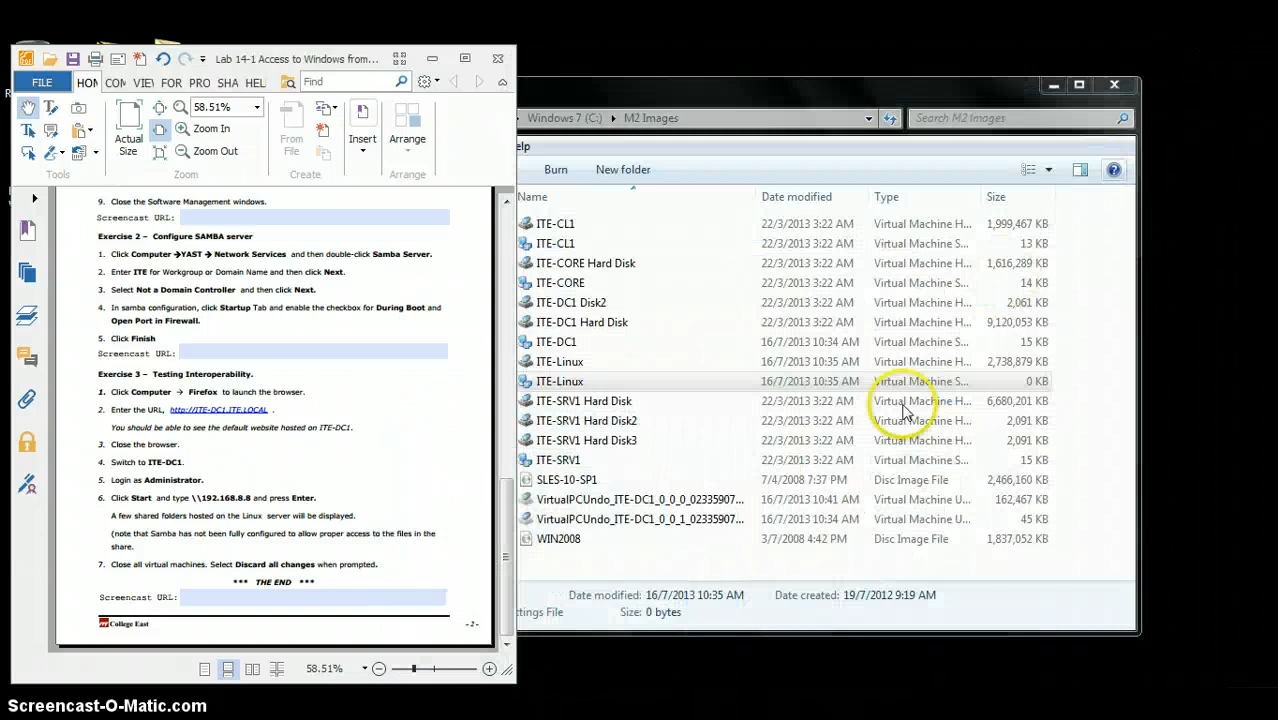 Lab 14-1 Access to Windows from...
FILE
HOM
COM
VIEW
FOR
PRO
SHA
HEL
Find
58.51%
Zoom In
Zoom Out
Actual
Size
From
File
Insert
Arrange
Tools
Zoom
Create
Arrange
9. Close the Software Management windows.
Screencast URL:
Exercise 2 – Configure SAMBA server
1. Click Computer →YAST → Network Services and then double-click Samba Server.
2. Enter ITE for Workgroup or Domain Name and then click Next.
3. Select Not a Domain Controller and then click Next.
4. In samba configuration, click Startup Tab and enable the checkbox for During Boot and
Open Port in Firewall.
5. Click Finish
Screencast URL:
Exercise 3 – Testing Interoperability.
1. Click Computer → Firefox to launch the browser.
2. Enter the URL, http://ITE-DC1.ITE.LOCAL .
You should be able to see the default website hosted on ITE-DC1.
3. Close the browser.
4. Switch to ITE-DC1.
5. Login as Administrator.
6. Click Start and type \\192.168.8.8 and press Enter.
A few shared folders hosted on the Linux server will be displayed.
(note that Samba has not been fully configured to allow proper access to the files in the
share.
7. Close all virtual machines. Select Discard all changes when prompted.
*** THE END ***
Screencast URL:
College East
- 2 -
58.51%
Windows 7 (C:) M2 Images
Search M2 Images
elp
Burn New folder
Name Date modified Type Size
ITE-CL1 22/3/2013 3:22 AM Virtual Machine H... 1,999,467 KB
ITE-CL1 22/3/2013 3:22 AM Virtual Machine S... 13 KB
ITE-CORE Hard Disk 22/3/2013 3:22 AM Virtual Machine H... 1,616,289 KB
ITE-CORE 22/3/2013 3:22 AM Virtual Machine S... 14 KB
ITE-DC1 Disk2 22/3/2013 3:22 AM Virtual Machine H... 2,061 KB
ITE-DC1 Hard Disk 22/3/2013 3:22 AM Virtual Machine H... 9,120,053 KB
ITE-DC1 16/7/2013 10:34 AM Virtual Machine S... 15 KB
ITE-Linux 16/7/2013 10:35 AM Virtual Machine H... 2,738,879 KB
ITE-Linux 16/7/2013 10:35 AM Virtual Machine S... 0 KB
ITE-SRV1 Hard Disk 22/3/2013 3:22 AM Virtual Machine H... 6,680,201 KB
ITE-SRV1 Hard Disk2 22/3/2013 3:22 AM Virtual Machine H... 2,091 KB
ITE-SRV1 Hard Disk3 22/3/2013 3:22 AM Virtual Machine H... 2,091 KB
ITE-SRV1 22/3/2013 3:22 AM Virtual Machine S... 15 KB
SLES-10-SP1 7/4/2008 7:37 PM Disc Image File 2,466,160 KB
VirtualPCUndo_ITE-DC1_0_0_0_02335907... 16/7/2013 10:41 AM Virtual Machine U... 162,467 KB
VirtualPCUndo_ITE-DC1_0_0_1_02335907... 16/7/2013 10:34 AM Virtual Machine U... 45 KB
WIN2008 3/7/2008 4:42 PM Disc Image File 1,837,052 KB
Date modified: 16/7/2013 10:35 AM Date created: 19/7/2012 9:19 AM
ttings File Size: 0 bytes
Screencast-O-Matic.com